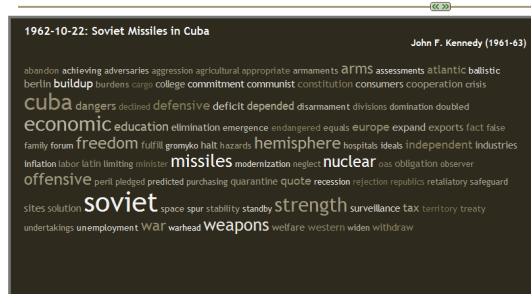 1962-10-22: Soviet Missiles in Cuba
John F. Kennedy (1961-63)
abandon achieving adversaries aggression agricultural appropriate armaments arms assessments atlantic ballistic
berlin buildup burdens cargo college commitment communist constitution consumers cooperation crisis
cuba dangers declined defensive deficit depended disarmament divisions domination doubled
economic education elimination emergence endangered equals europe expand exports fact false
family forum freedom fulfill gromyko halt hazards hemisphere hospitals ideals independent industries
inflation labor latin limiting minister missiles modernization neglect nuclear oas obligation observer
offensive peril pledged predicted purchasing quarantine quote recession rejection republics retaliatory safeguard
sites solution soviet space spur stability standby strength surveillance tax territory treaty
undertakings unemployment war warhead weapons welfare western widen withdraw